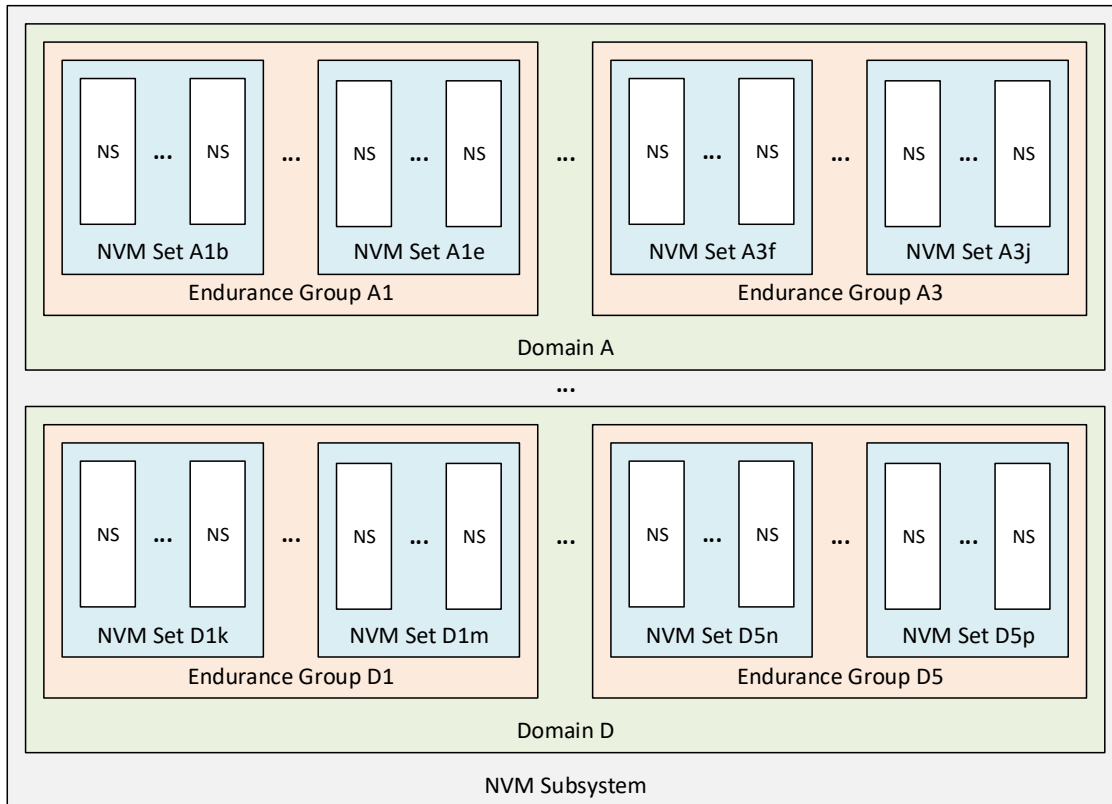 NS ... NS ... NS ... NS ... NS ... NS ... NS ... NS
NVM Set A1b NVM Set A1e NVM Set A3f NVM Set A3j
Endurance Group A1 Endurance Group A3
Domain A
...
NS ... NS ... NS ... NS ... NS ... NS ... NS ... NS
NVM Set D1k NVM Set D1m NVM Set D5n NVM Set D5p
Endurance Group D1 Endurance Group D5
Domain D
NVM Subsystem